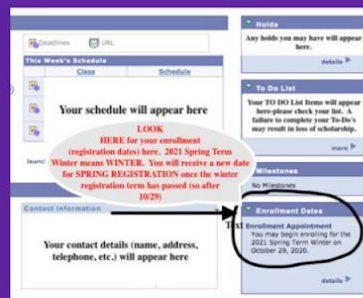 Deadlines
URL
This Week's Schedule
Class
Schedule
Your schedule will appear here
LOOK
HERE for your enrollment
(registration dates) here. 2021 Spring Term
Winter means WINTER. You will receive a new date
for SPRING REGISTRATION once the winter
registration term has passed (so after
10/29)
Contact Information
Your contact details (name, address,
telephone, etc.) will appear here
Holds
Any holds you may have will appear
here.
details
To Do List
Your TO DO List Items will appear
here-please check your list. A
failure to complete your To-Do's
may result in loss of scholarship.
more
Milestones
No Milestones
Enrollment Dates
Text
Enrollment Appointment
You may begin enrolling for the
2021 Spring Term Winter on
October 29, 2020.
details